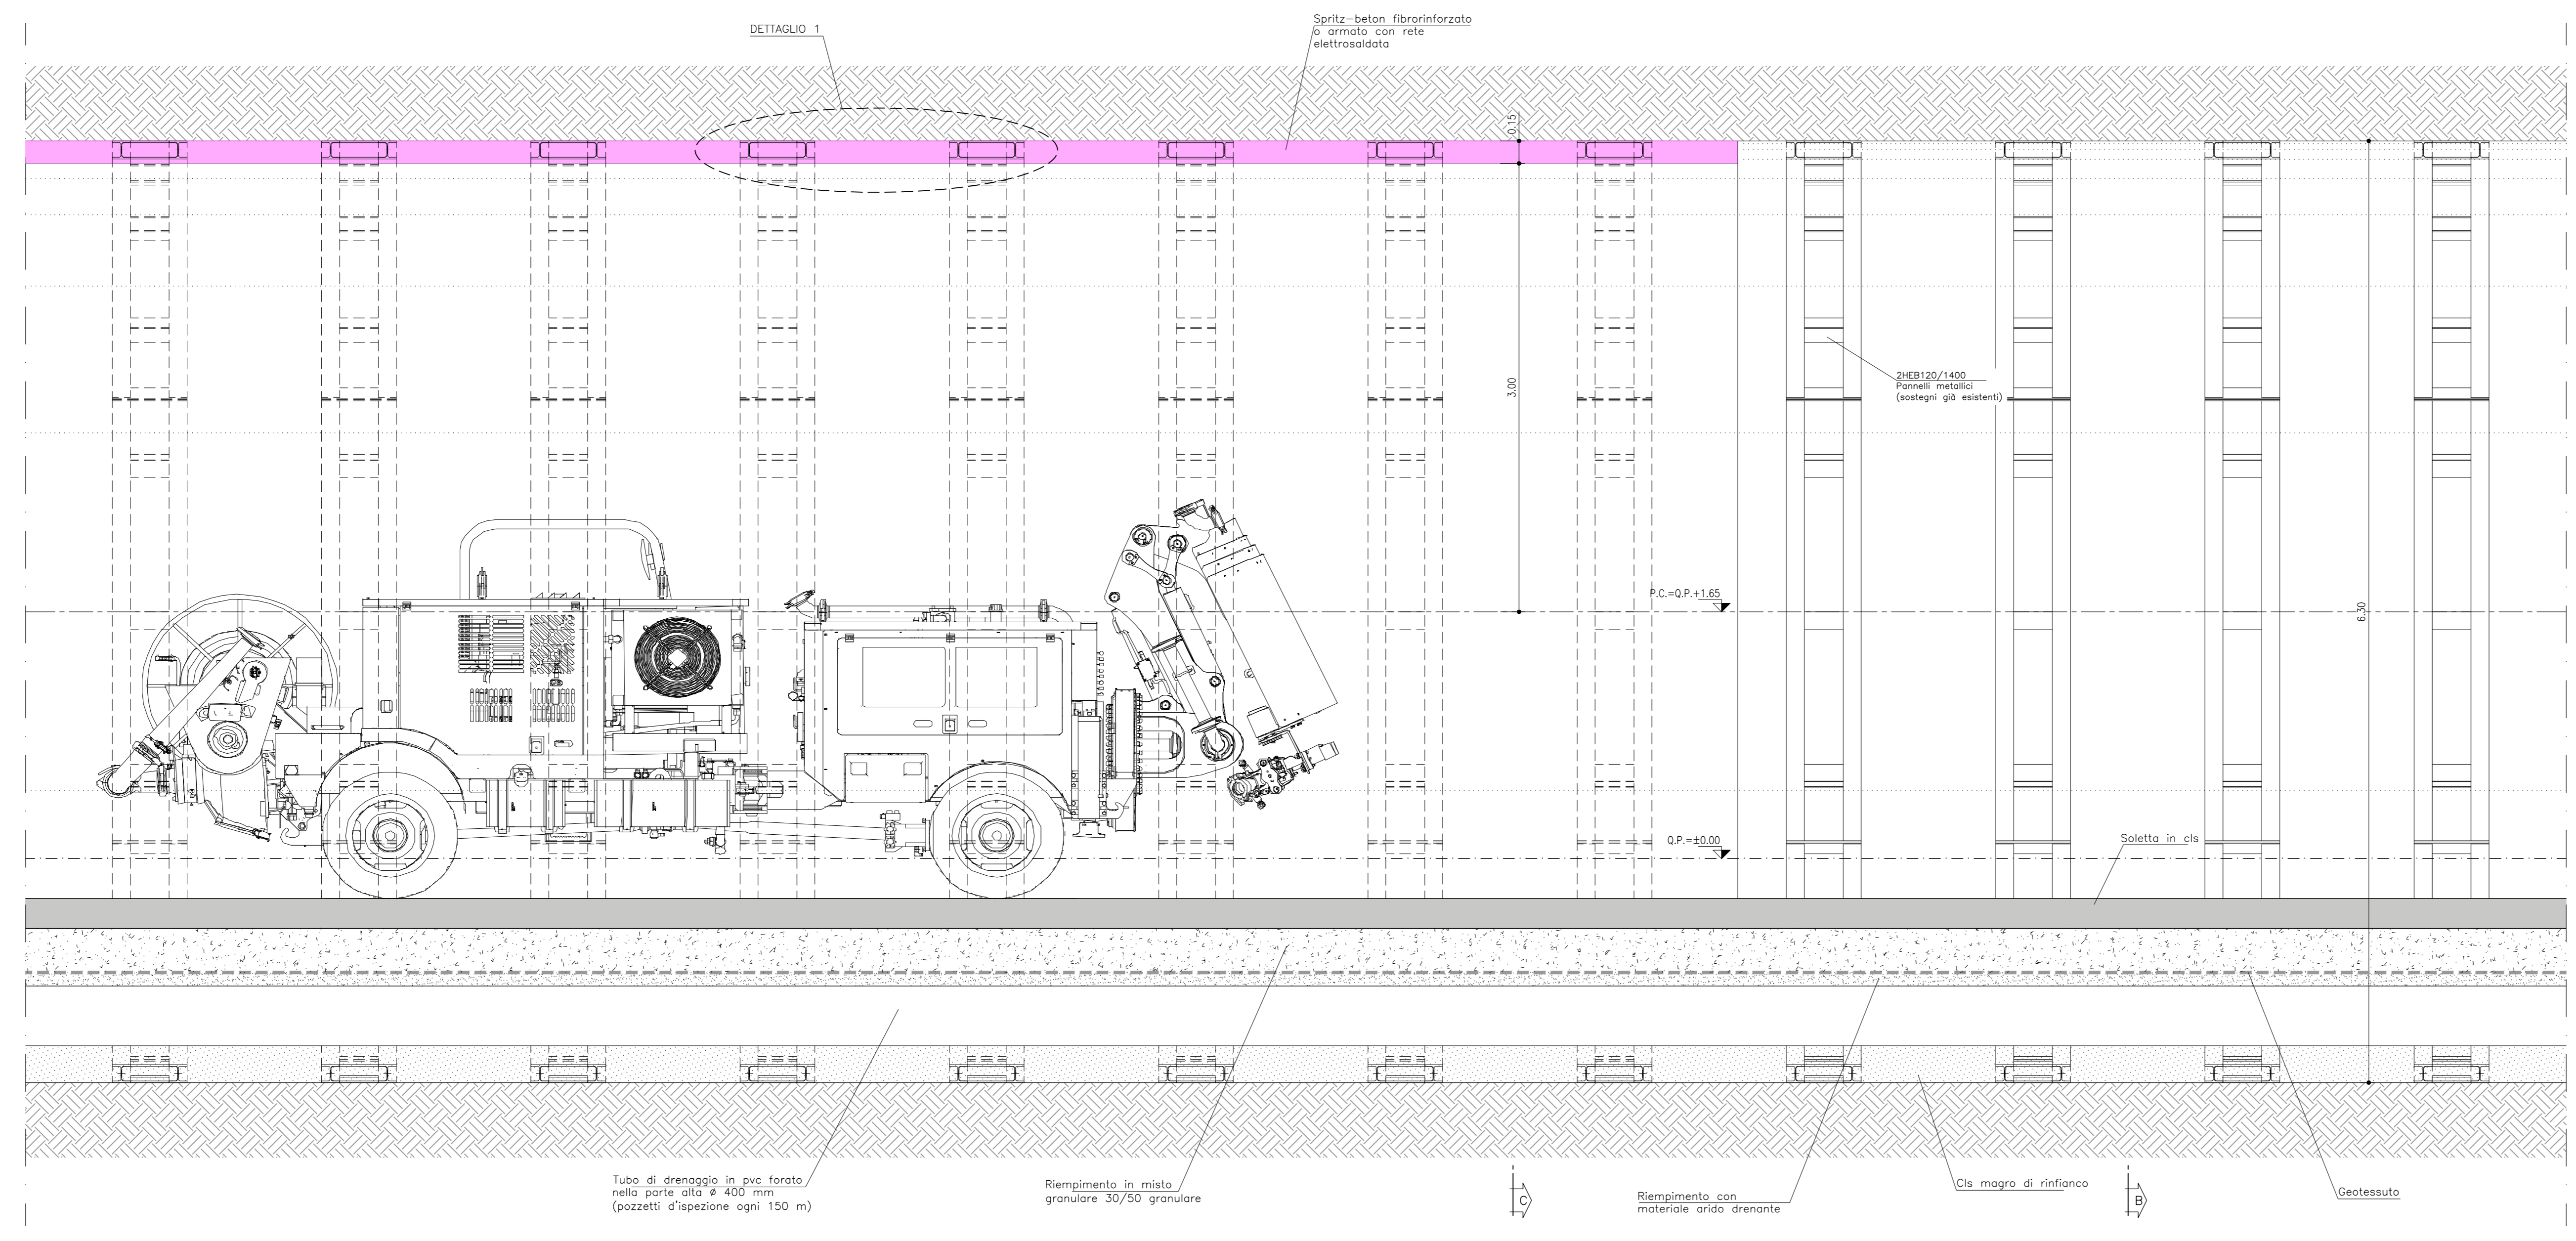 DETTAGLIO 1
Spritz-beton fibrorinforzato
o armato con rete
elettrosaldata
0.15
3.00
2HEB120/1400
Pannelli metallici
(sostegni già esistenti)
P.C.=Q.P.+1.65
6.30
Q.P.=±0.00
Soletta in cls
Tubo di drenaggio in pvc forato
nella parte alta ø 400 mm
(pozzetti d'ispezione ogni 150 m)
Riempimento in misto
granulare 30/50 granulare
C
Riempimento con
materiale arido drenante
Cls magro di rinfianco
B
Geotessuto